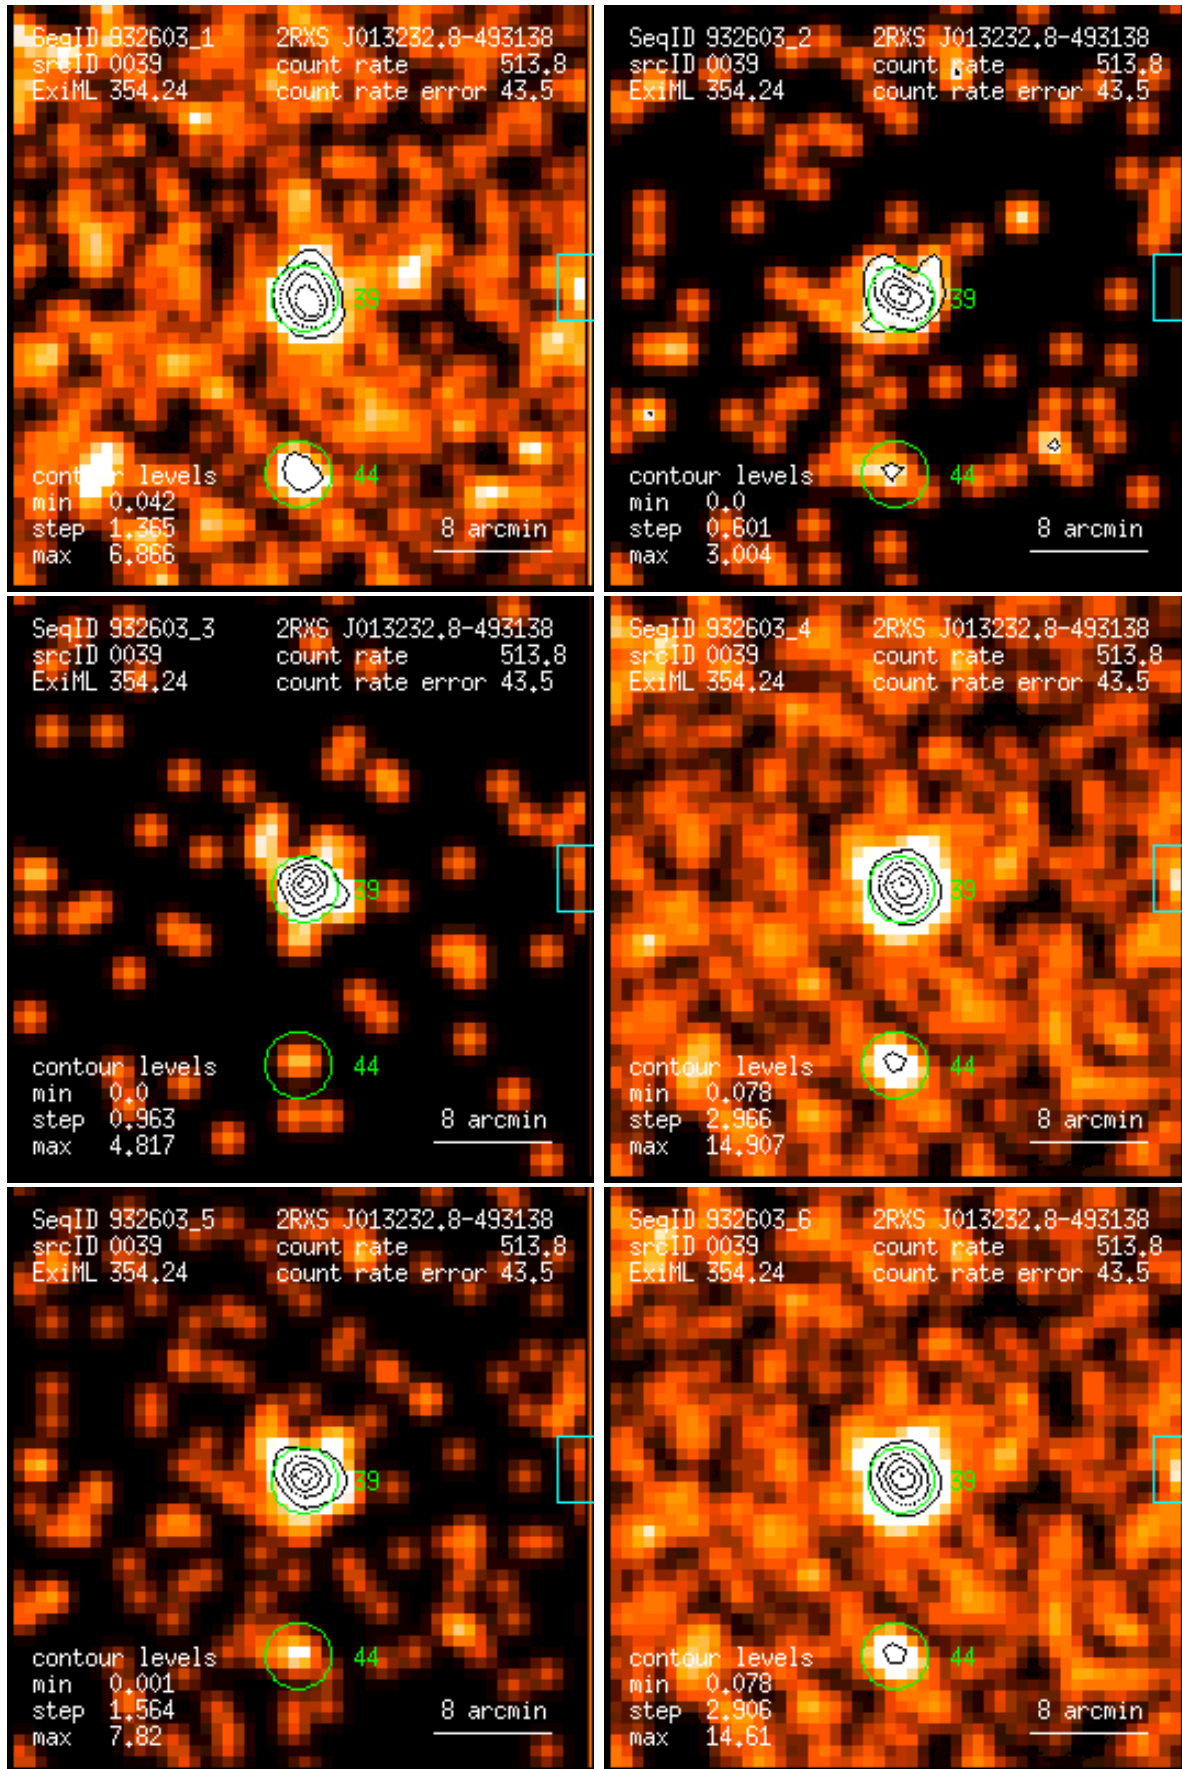 SeqID 932603_1 2RXS J013232.8-493138
srcID 0039 count rate 513.8
ExiML 354.24 count rate error 43.5
39
44
contour levels
min 0.042
step 1.365 8 arcmin
max 6.866
SeqID 932603_2 2RXS J013232.8-493138
srcID 0039 count rate 513.8
ExiML 354.24 count rate error 43.5
39
44
contour levels
min 0.0
step 0.601 8 arcmin
max 3.004
SeqID 932603_3 2RXS J013232.8-493138
srcID 0039 count rate 513.8
ExiML 354.24 count rate error 43.5
39
44
contour levels
min 0.0
step 0.963 8 arcmin
max 4.817
SeqID 932603_4 2RXS J013232.8-493138
srcID 0039 count rate 513.8
ExiML 354.24 count rate error 43.5
39
44
contour levels
min 0.078
step 2.966 8 arcmin
max 14.907
SeqID 932603_5 2RXS J013232.8-493138
srcID 0039 count rate 513.8
ExiML 354.24 count rate error 43.5
39
44
contour levels
min 0.001
step 1.564 8 arcmin
max 7.82
SeqID 932603_6 2RXS J013232.8-493138
srcID 0039 count rate 513.8
ExiML 354.24 count rate error 43.5
39
44
contour levels
min 0.078
step 2.906 8 arcmin
max 14.61